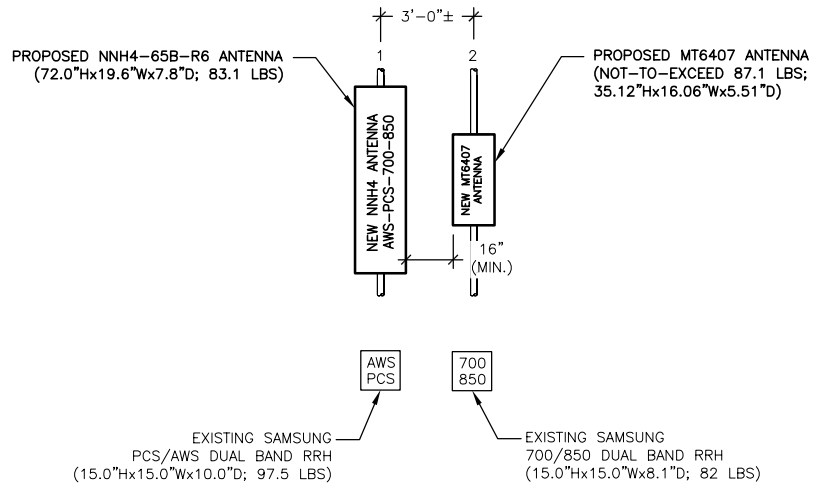 3'-0"±
1
2
PROPOSED NNH4-65B-R6 ANTENNA
(72.0"Hx19.6"Wx7.8"D; 83.1 LBS)
PROPOSED MT6407 ANTENNA
(NOT-TO-EXCEED 87.1 LBS;
35.12"Hx16.06"Wx5.51"D)
NEW NNH4 ANTENNA
AWS-PCS-700-850
NEW MT6407
ANTENNA
16"
(MIN.)
AWS
PCS
700
850
EXISTING SAMSUNG
PCS/AWS DUAL BAND RRH
(15.0"Hx15.0"Wx10.0"D; 97.5 LBS)
EXISTING SAMSUNG
700/850 DUAL BAND RRH
(15.0"Hx15.0"Wx8.1"D; 82 LBS)